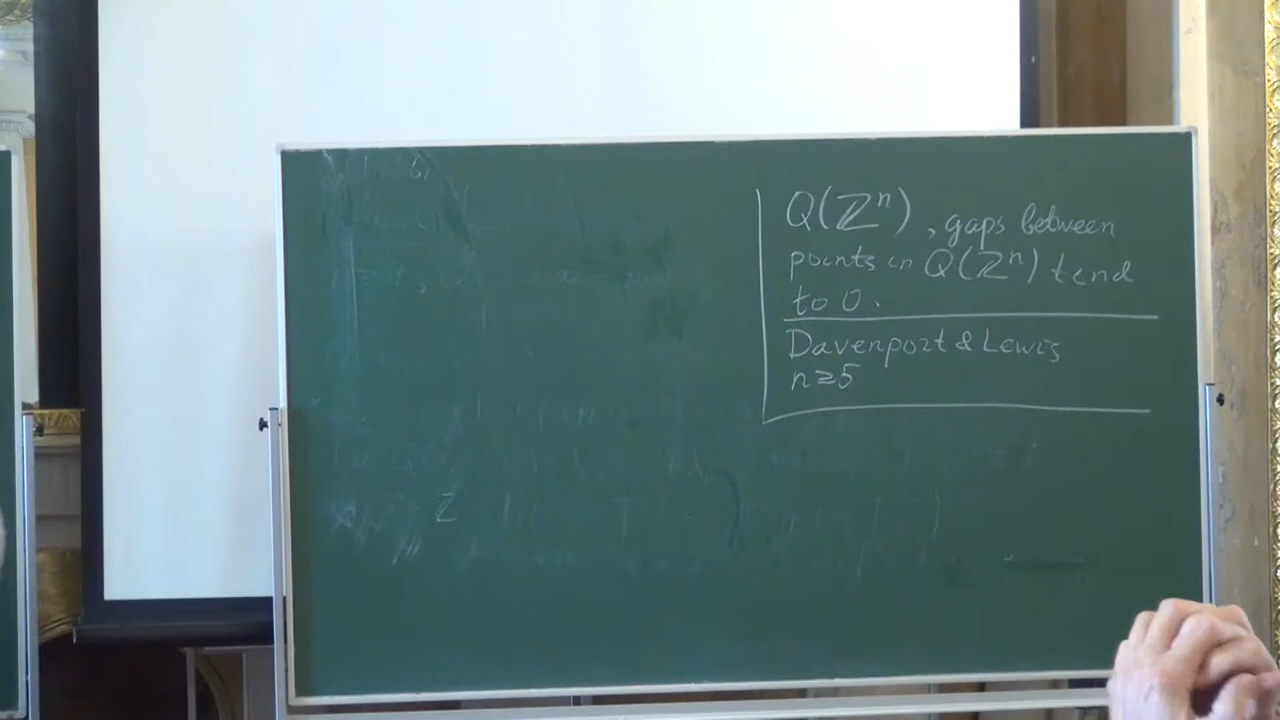 Q(ℤⁿ), gaps between
points in Q(ℤⁿ) tend
to 0.
Davenport & Lewis
n≥5
ℤ